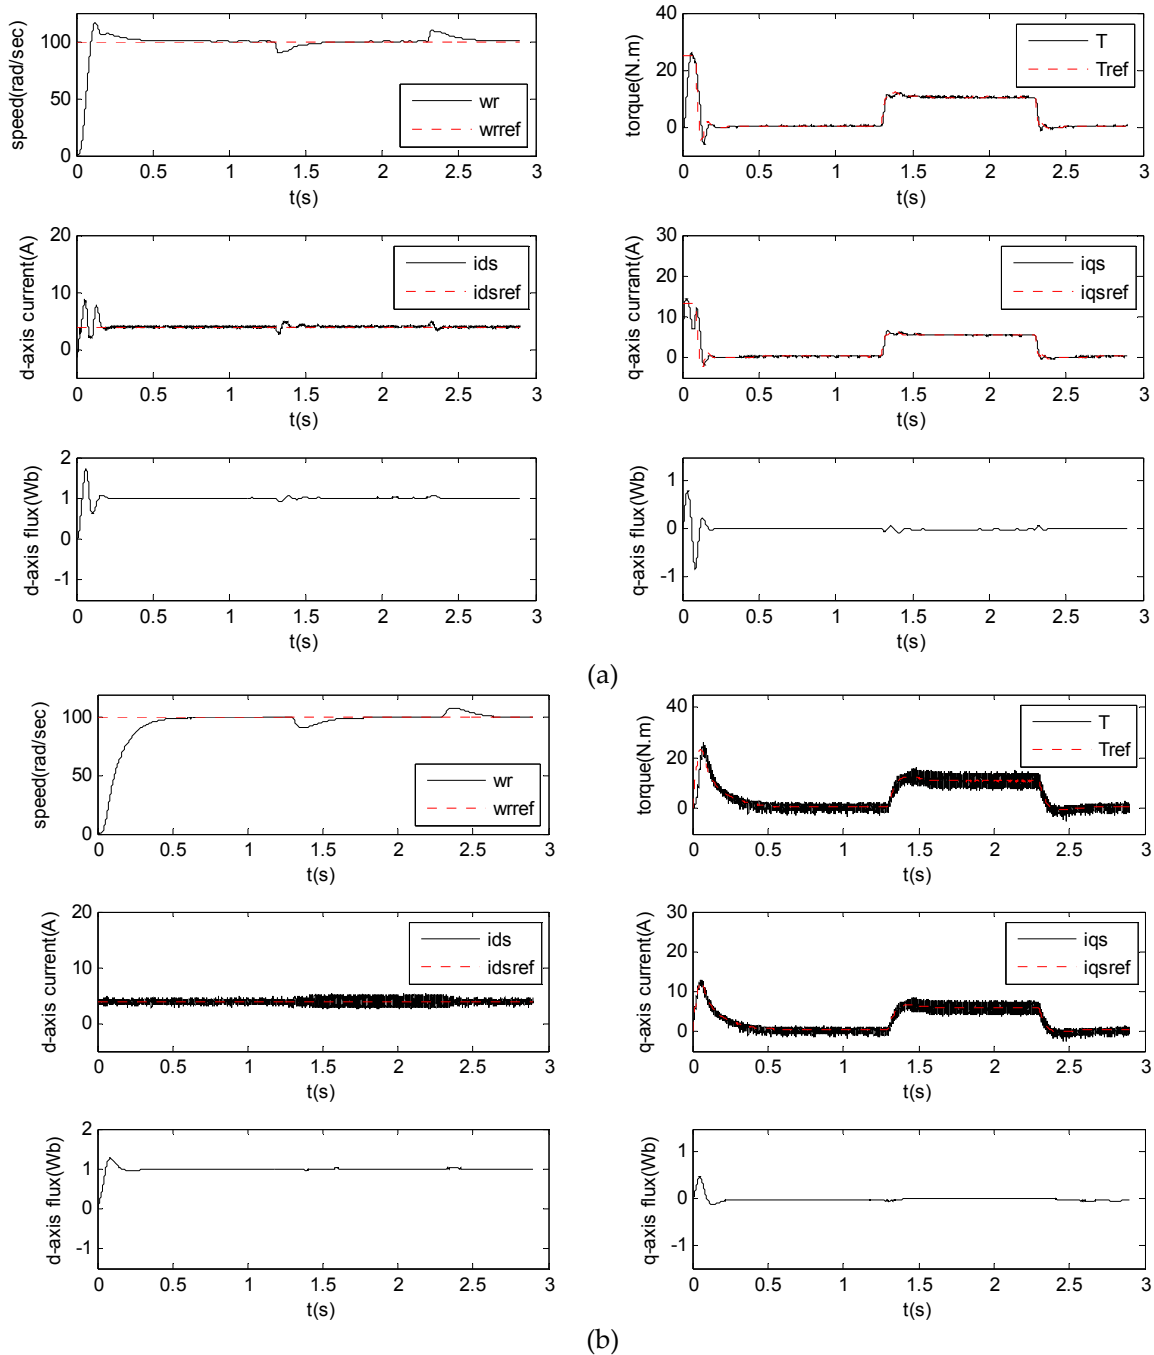 speed(rad/sec)
100
50
0
0 0.5 1 1.5 2 2.5 3
t(s)
wr
wrref
torque(N.m)
40
20
0
0 0.5 1 1.5 2 2.5 3
t(s)
T
Tref
d-axis current(A)
20
10
0
0 0.5 1 1.5 2 2.5 3
t(s)
ids
idsref
q-axis currant(A)
30
20
10
0
0 0.5 1 1.5 2 2.5 3
t(s)
iqs
iqsref
d-axis flux(Wb)
2
1
0
-1
0 0.5 1 1.5 2 2.5 3
t(s)
q-axis flux(Wb)
1
0
-1
0 0.5 1 1.5 2 2.5 3
t(s)
(a)
speed(rad/sec)
100
50
0
0 0.5 1 1.5 2 2.5 3
t(s)
wr
wrref
torque(N.m)
40
20
0
0 0.5 1 1.5 2 2.5 3
t(s)
T
Tref
d-axis current(A)
20
10
0
0 0.5 1 1.5 2 2.5 3
t(s)
ids
idsref
q-axis current(A)
30
20
10
0
0 0.5 1 1.5 2 2.5 3
t(s)
iqs
iqsref
d-axis flux(Wb)
2
1
0
-1
0 0.5 1 1.5 2 2.5 3
t(s)
q-axis flux(Wb)
1
0
-1
0 0.5 1 1.5 2 2.5 3
t(s)
(b)